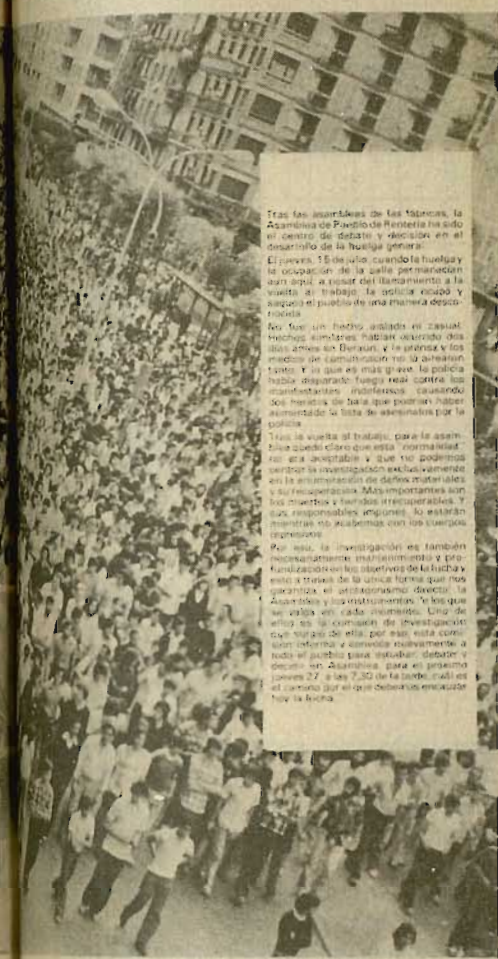 Tras las asambleas de las fábricas, la
Asamblea de Pueblo de Rentería ha sido
el centro de debate y decisión en el
desarrollo de la huelga general.
El jueves, 15 de julio, cuando la huelga y
la ocupación de la calle permanecían
aún aquí, a pesar del llamamiento a la
vuelta al trabajo, la policía ocupó y
saqueó el pueblo de una manera desco-
nocida.
No fue un hecho aislado ni casual.
Hechos similares habían ocurrido dos
días antes en Beraun, y la prensa y los
medios de comunicación no lo airearon
tanto. Y lo que es más grave, la policía
había disparado fuego real contra los
manifestantes indefensos causando
dos heridos de bala que podrían haber
aumentado la lista de asesinatos por la
policía.
Tras la vuelta al trabajo, para la asam-
blea quedó claro que esta "normalidad"
no era aceptable y que no podemos
centrar la investigación exclusivamente
en la enumeración de daños materiales
y su recuperación. Más importantes son
los muertos y heridos irrecuperables. Y
sus responsables impunes, lo estarán
mientras no acabemos con los cuerpos
represivos.
Por eso, la investigación es también
necesariamente mantenimiento y pro-
fundización en los objetivos de la lucha y
esto a través de la única forma que nos
garantiza el protagonismo directo: la
Asamblea y los instrumentos de los que
se valga en cada momento. Uno de
ellos es la comisión de investigación
que surgió de ella, por eso, esta comi-
sión informa y convoca nuevamente a
todo el pueblo para estudiar, debatir y
decidir en Asamblea, para el próximo
jueves 27, a las 7,30 de la tarde, cuál es
el camino por el que debemos encauzar
hoy la lucha.